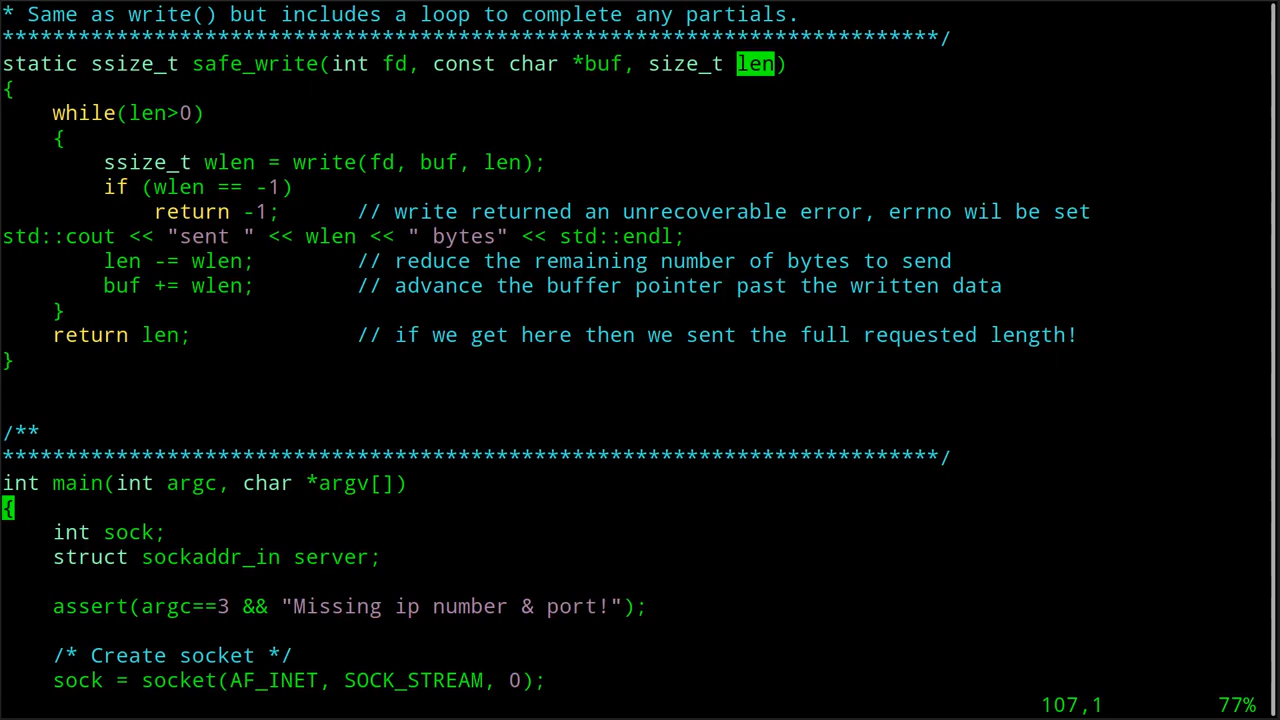 * Same as write() but includes a loop to complete any partials.
**************************************************************************/
static ssize_t safe_write(int fd, const char *buf, size_t len)
{
    while(len>0)
    {
        ssize_t wlen = write(fd, buf, len);
        if (wlen == -1)
            return -1;      // write returned an unrecoverable error, errno wil be set
std::cout << "sent " << wlen << " bytes" << std::endl;
        len -= wlen;        // reduce the remaining number of bytes to send
        buf += wlen;        // advance the buffer pointer past the written data
    }
    return len;             // if we get here then we sent the full requested length!
}
/**
**************************************************************************/
int main(int argc, char *argv[])
{
    int sock;
    struct sockaddr_in server;
    assert(argc==3 && "Missing ip number & port!");
    /* Create socket */
    sock = socket(AF_INET, SOCK_STREAM, 0);
107,1 77%